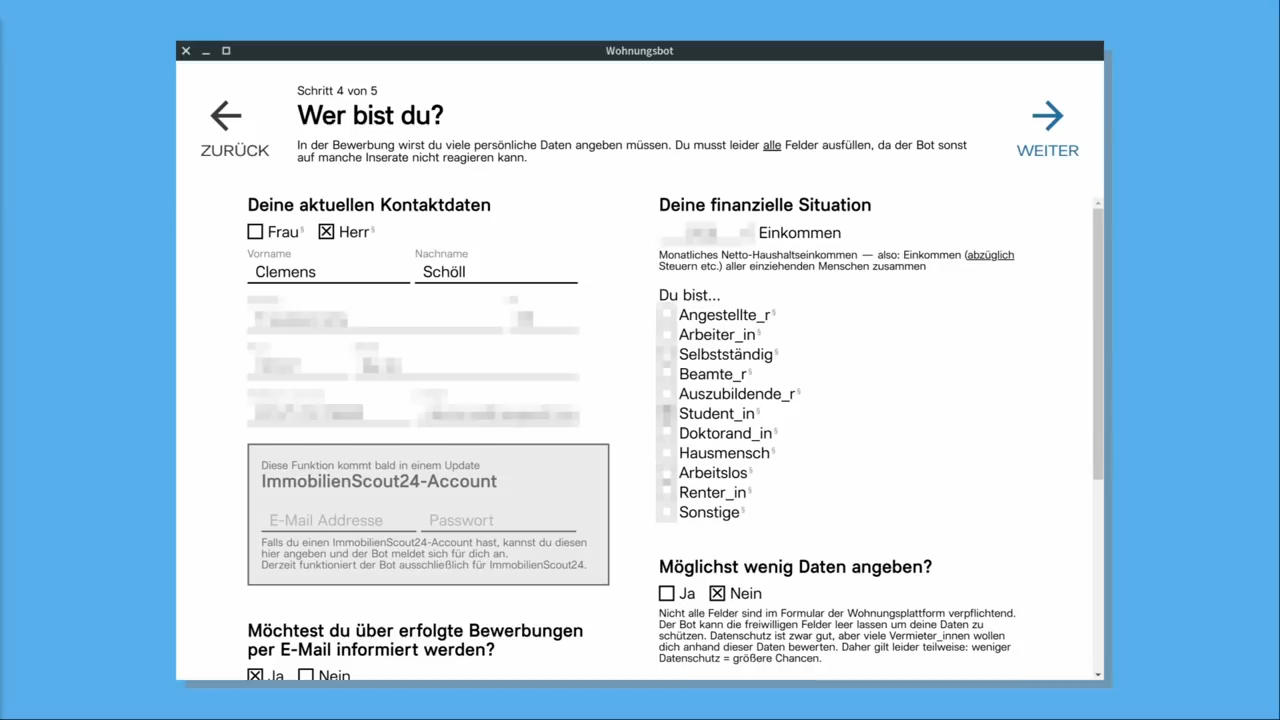 Wohnungsbot
Schritt 4 von 5
Wer bist du?
ZURÜCK
WEITER
In der Bewerbung wirst du viele persönliche Daten angeben müssen. Du musst leider alle Felder ausfüllen, da der Bot sonst
auf manche Inserate nicht reagieren kann.
Deine aktuellen Kontaktdaten
Frau§ Herr§
Vorname Nachname
Clemens Schöll
Diese Funktion kommt bald in einem Update
ImmobilienScout24-Account
E-Mail Addresse Passwort
Falls du einen ImmobilienScout24-Account hast, kannst du diesen
hier angeben und der Bot meldet sich für dich an.
Derzeit funktioniert der Bot ausschließlich für ImmobilienScout24.
Möchtest du über erfolgte Bewerbungen
per E-Mail informiert werden?
Ja Nein
Deine finanzielle Situation
Einkommen
Monatliches Netto-Haushaltseinkommen — also: Einkommen (abzüglich
Steuern etc.) aller einziehenden Menschen zusammen
Du bist...
Angestellte_r§
Arbeiter_in§
Selbstständig§
Beamte_r§
Auszubildende_r§
Student_in§
Doktorand_in§
Hausmensch§
Arbeitslos§
Renter_in§
Sonstige§
Möglichst wenig Daten angeben?
Ja Nein
Nicht alle Felder sind im Formular der Wohnungsplattform verpflichtend.
Der Bot kann die freiwilligen Felder leer lassen um deine Daten zu
schützen. Datenschutz ist zwar gut, aber viele Vermieter_innen wollen
dich anhand dieser Daten bewerten. Daher gilt leider teilweise: weniger
Datenschutz = größere Chancen.